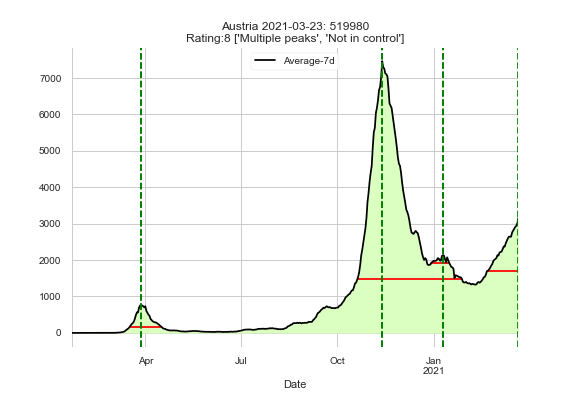 Austria 2021-03-23: 519980
Rating:8 ['Multiple peaks', 'Not in control']
Average-7d
7000
6000
5000
4000
3000
2000
1000
0
Apr
Jul
Oct
Jan
2021
Date